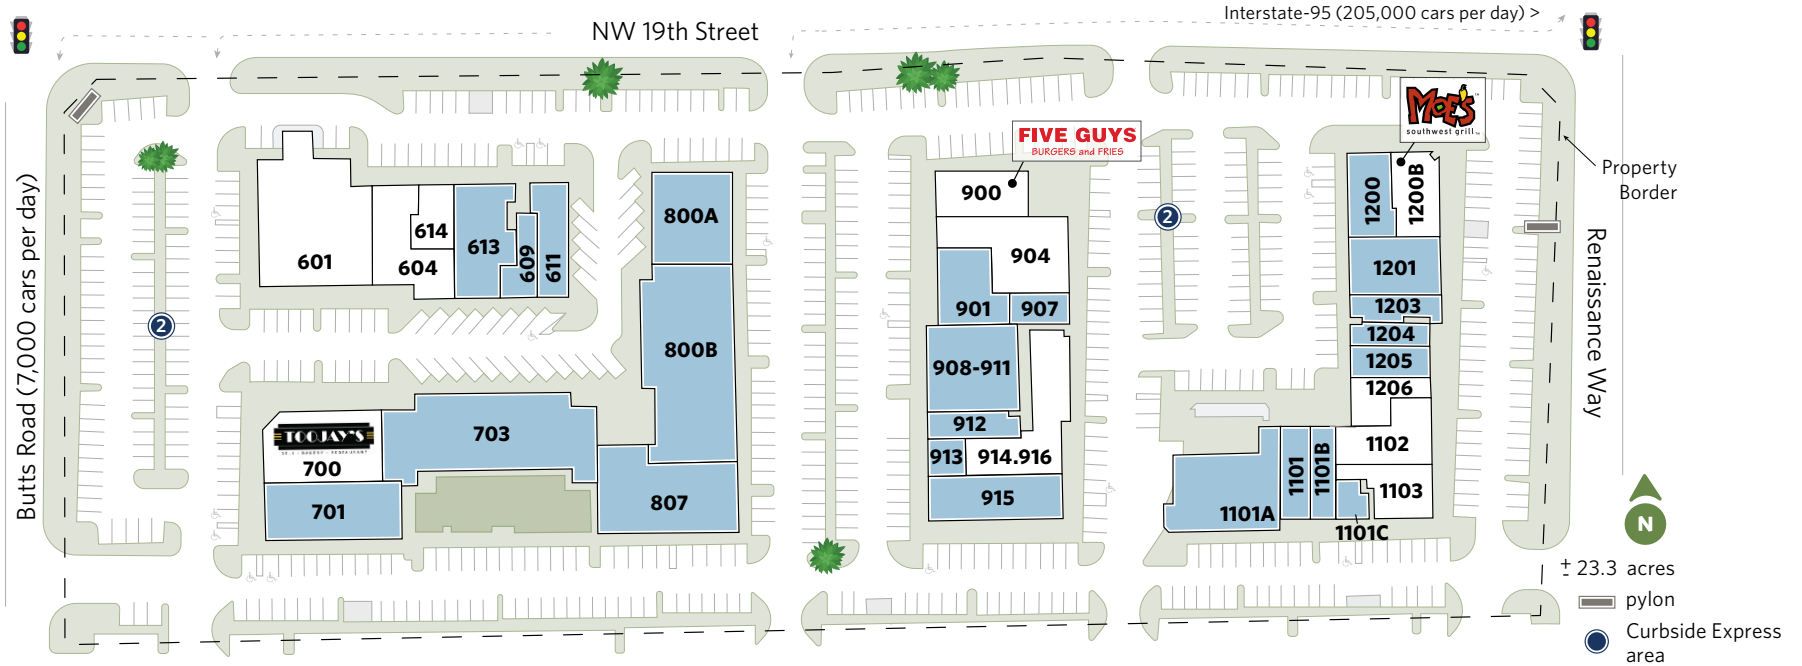 Interstate-95 (205,000 cars per day) >
NW 19th Street
Butts Road (7,000 cars per day)
Renaissance Way
Property
Border
MOE'S
southwest grill
FIVE GUYS
BURGERS and FRIES
601
604
614
613
609
611
800A
800B
TOOJAY'S
DELI • BAKERY • RESTAURANT
700
701
703
807
900
904
901
907
908-911
912
913
914.916
915
2
2
1200
1200B
1201
1203
1204
1205
1206
1102
1103
1101
1101B
1101A
1101C
N
± 23.3 acres
pylon
Curbside Express
area